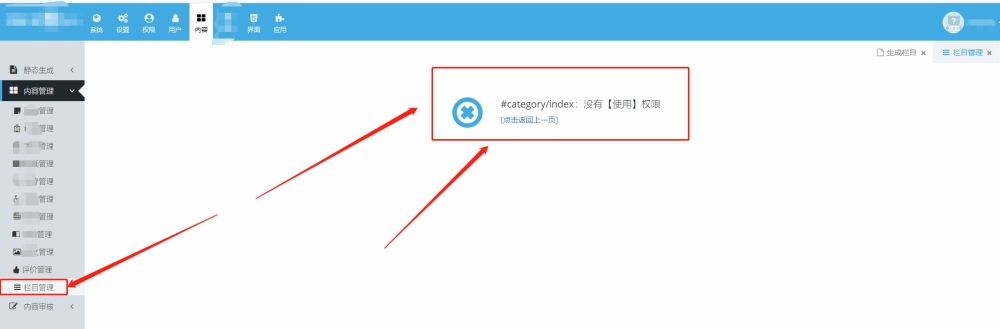 系统
设置
权限
用户
内容
界面
应用
生成栏目
栏目管理
静态生成
内容管理
管理
管理
管理
管理
管理
管理
管理
管理
管理
评价管理
栏目管理
内容审核
#category/index：没有【使用】权限
[点击返回上一页]